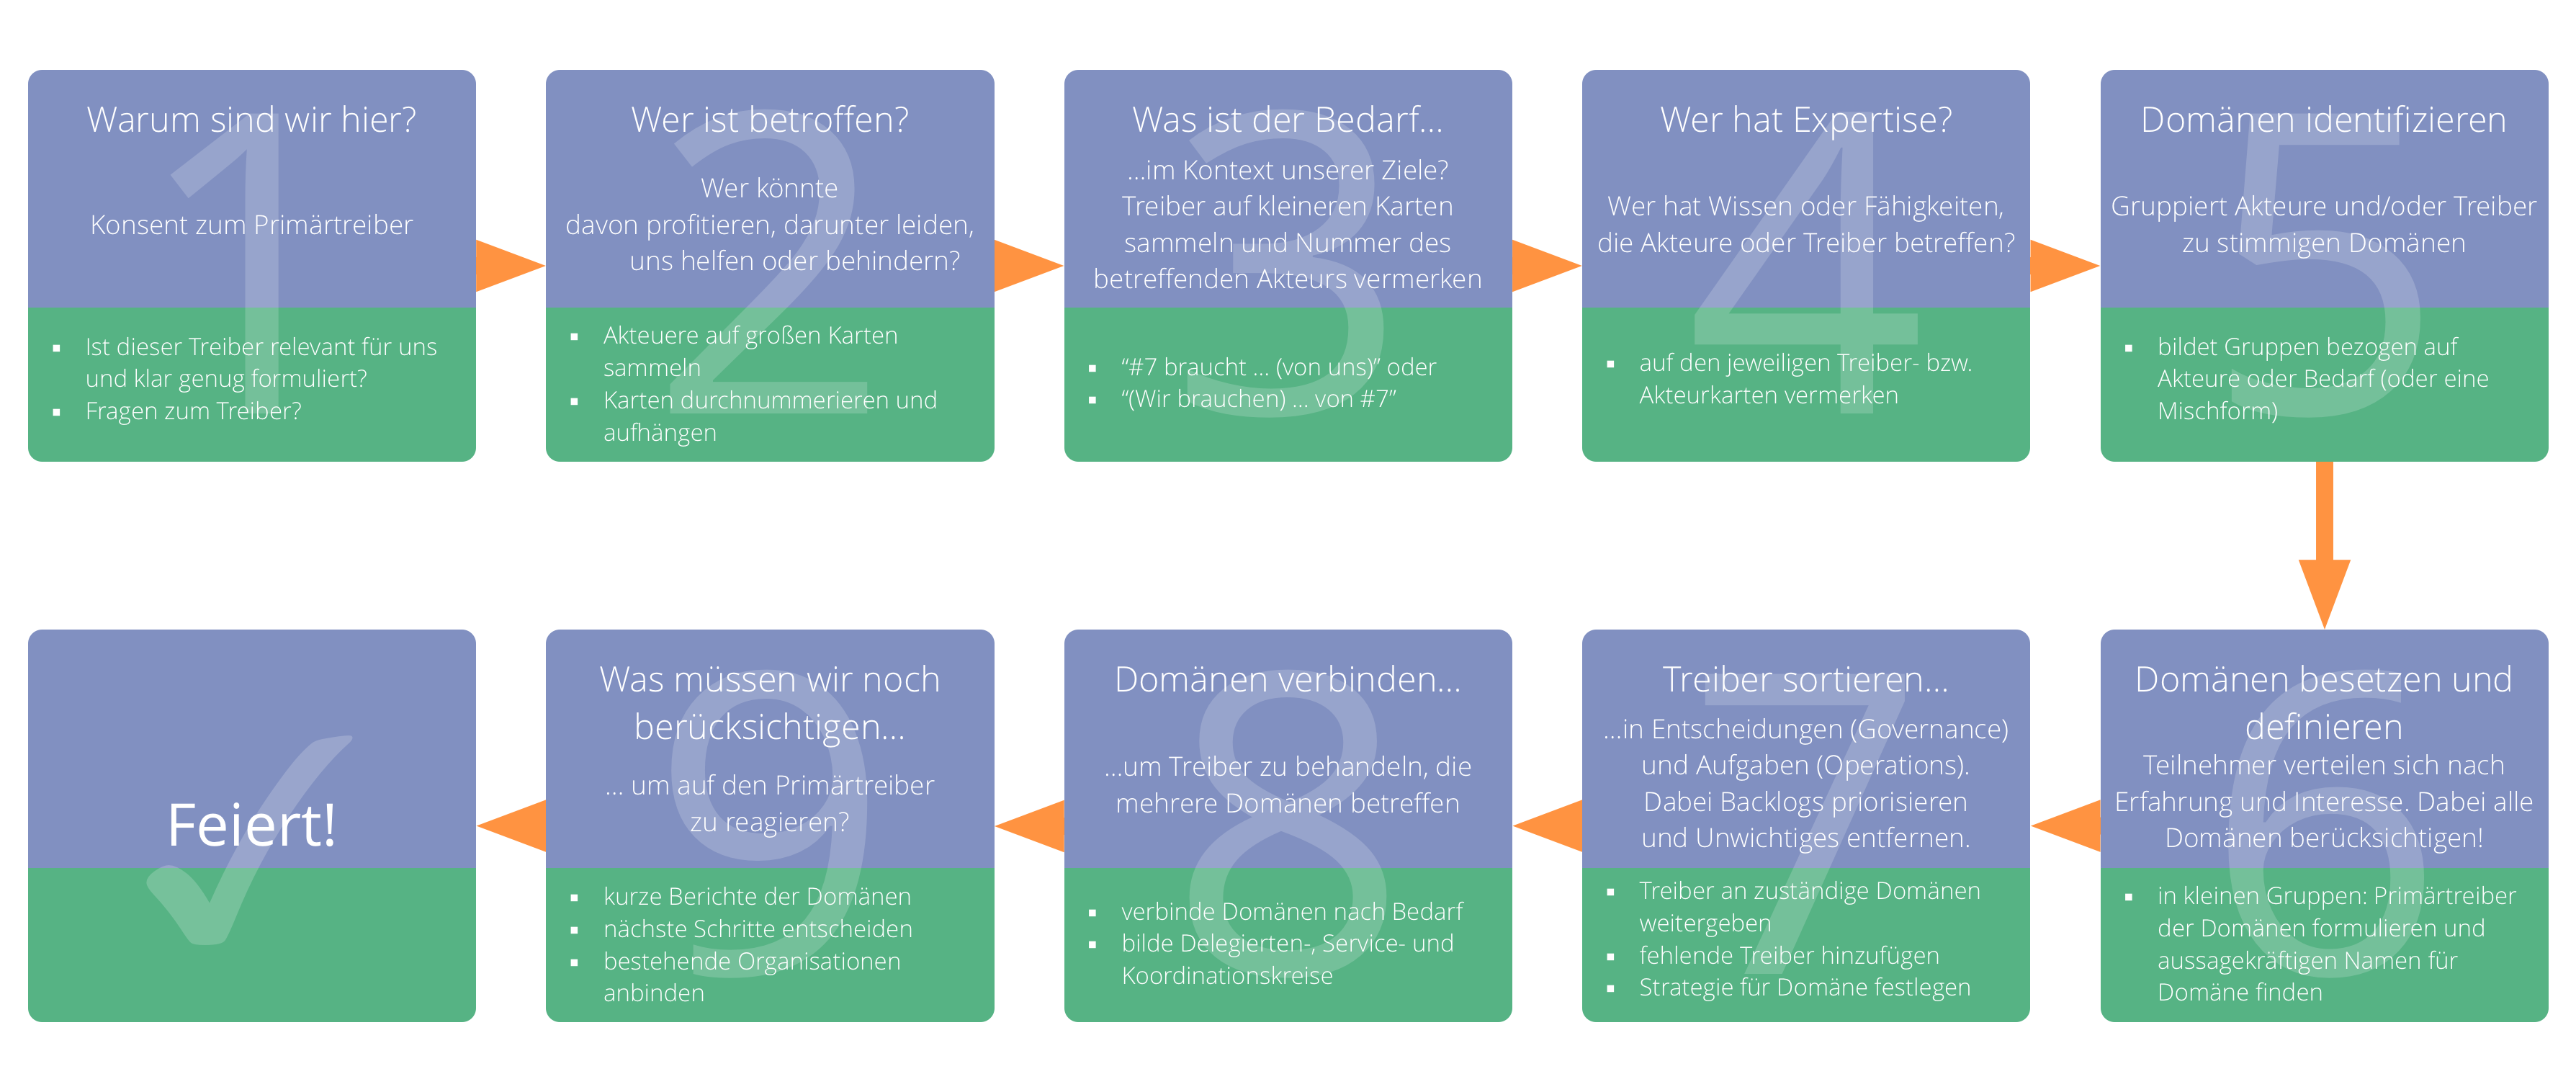 1
Warum sind wir hier?
Konsent zum Primärtreiber
▪ Ist dieser Treiber relevant für uns
und klar genug formuliert?
▪ Fragen zum Treiber?
2
Wer ist betroffen?
Wer könnte
davon profitieren, darunter leiden,
uns helfen oder behindern?
▪ Akteuere auf großen Karten
sammeln
▪ Karten durchnummerieren und
aufhängen
3
Was ist der Bedarf...
...im Kontext unserer Ziele?
Treiber auf kleineren Karten
sammeln und Nummer des
betreffenden Akteurs vermerken
▪ “#7 braucht ... (von uns)” oder
▪ “(Wir brauchen) ... von #7”
4
Wer hat Expertise?
Wer hat Wissen oder Fähigkeiten,
die Akteure oder Treiber betreffen?
▪ auf den jeweiligen Treiber- bzw.
Akteurkarten vermerken
5
Domänen identifizieren
Gruppiert Akteure und/oder Treiber
zu stimmigen Domänen
▪ bildet Gruppen bezogen auf
Akteure oder Bedarf (oder eine
Mischform)
6
Domänen besetzen und
definieren
Teilnehmer verteilen sich nach
Erfahrung und Interesse. Dabei alle
Domänen berücksichtigen!
▪ in kleinen Gruppen: Primärtreiber
der Domänen formulieren und
aussagekräftigen Namen für
Domäne finden
7
Treiber sortieren...
...in Entscheidungen (Governance)
und Aufgaben (Operations).
Dabei Backlogs priorisieren
und Unwichtiges entfernen.
▪ Treiber an zuständige Domänen
weitergeben
▪ fehlende Treiber hinzufügen
▪ Strategie für Domäne festlegen
8
Domänen verbinden...
...um Treiber zu behandeln, die
mehrere Domänen betreffen
▪ verbinde Domänen nach Bedarf
▪ bilde Delegierten-, Service- und
Koordinationskreise
9
Was müssen wir noch
berücksichtigen...
... um auf den Primärtreiber
zu reagieren?
▪ kurze Berichte der Domänen
▪ nächste Schritte entscheiden
▪ bestehende Organisationen
anbinden
✓
Feiert!